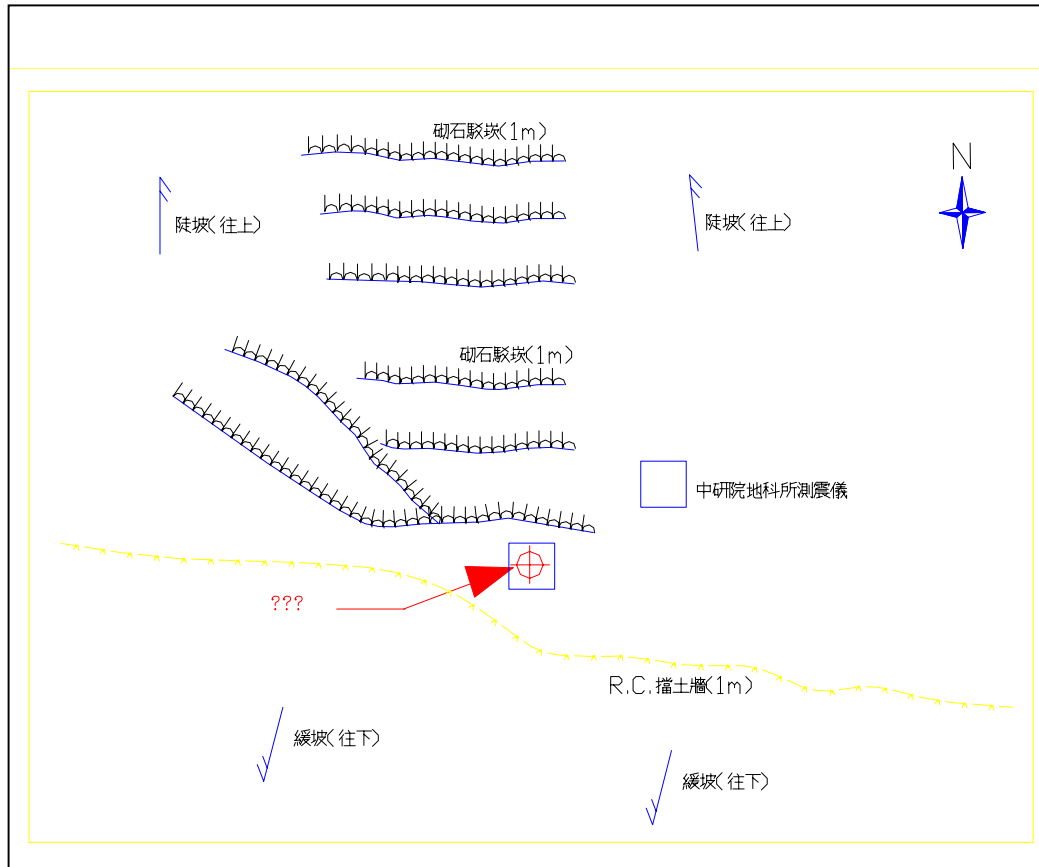 砌石駁崁(1m)
N
陡坡(往上)
陡坡(往上)
砌石駁崁(1m)
中研院地科所測震儀
???
R.C.擋土牆(1m)
緩坡(往下)
緩坡(往下)